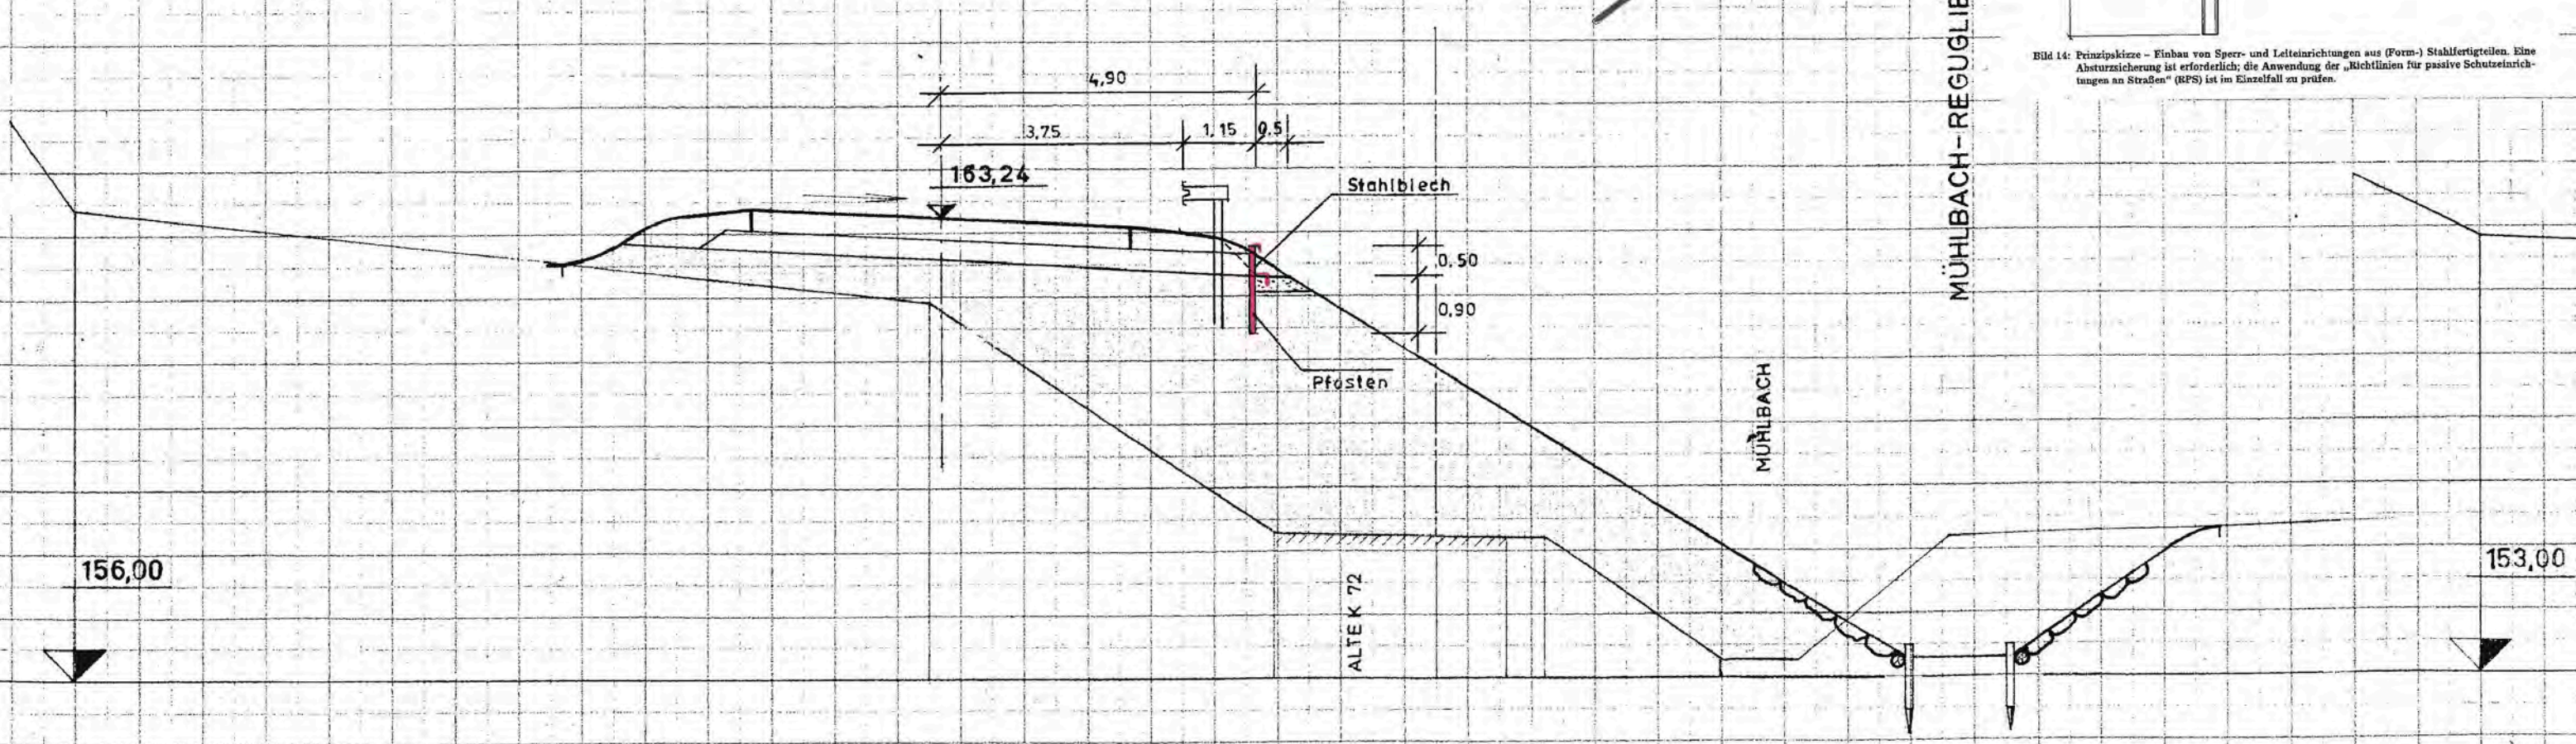 Bild 14: Prinzipskizze – Einbau von Sperr- und Leiteinrichtungen aus (Form-) Stahlfertigteilen. Eine
Absturzsicherung ist erforderlich; die Anwendung der „Richtlinien für passive Schutzeinrich-
tungen an Straßen“ (RPS) ist im Einzelfall zu prüfen.
4,90
3,75
1,15
0,5
163,24
Stahlblech
0,50
0,90
Pfosten
MÜHLBACH
156,00
ALTE K 72
153,00